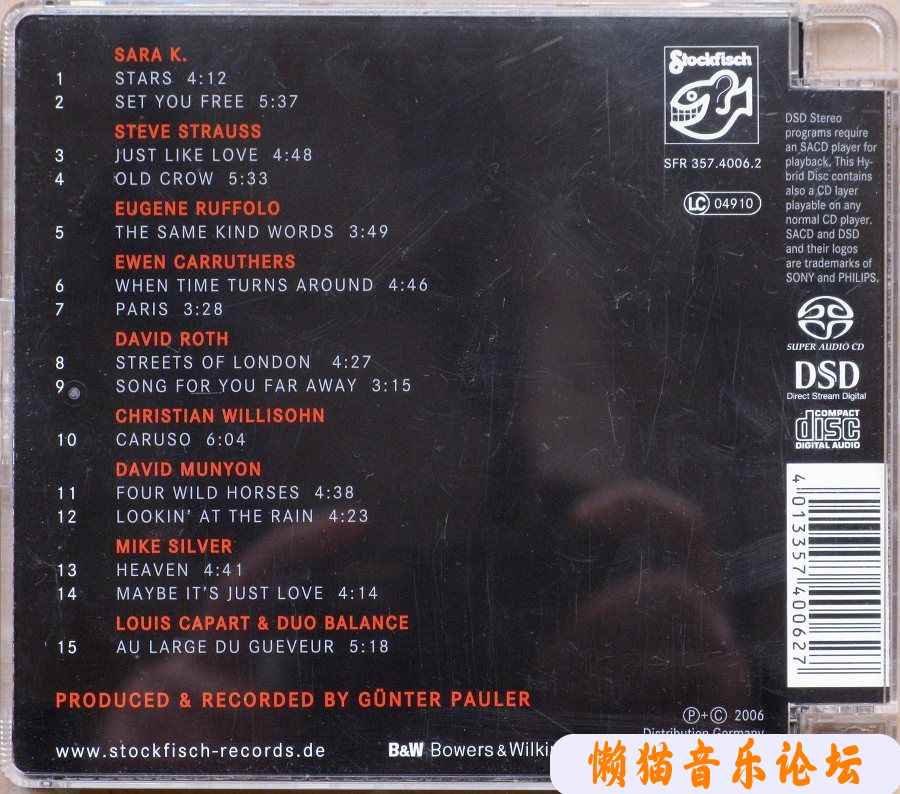 SARA K.
1 STARS 4:12
2 SET YOU FREE 5:37
STEVE STRAUSS
3 JUST LIKE LOVE 4:48
4 OLD CROW 5:33
EUGENE RUFFOLO
5 THE SAME KIND WORDS 3:49
EWEN CARRUTHERS
6 WHEN TIME TURNS AROUND 4:46
7 PARIS 3:28
DAVID ROTH
8 STREETS OF LONDON 4:27
9 SONG FOR YOU FAR AWAY 3:15
CHRISTIAN WILLISOHN
10 CARUSO 6:04
DAVID MUNYON
11 FOUR WILD HORSES 4:38
12 LOOKIN' AT THE RAIN 4:23
MIKE SILVER
13 HEAVEN 4:41
14 MAYBE IT'S JUST LOVE 4:14
LOUIS CAPART & DUO BALANCE
15 AU LARGE DU GUEVEUR 5:18
PRODUCED & RECORDED BY GÜNTER PAULER
www.stockfisch-records.de
B&W Bowers & Wilki
Ⓟ+Ⓒ 2006
Distribution Germany
Stockfisch
SFR 357.4006.2
LC 04910
DSD Stereo
programs require
an SACD player for
playback. This Hy-
brid Disc contains
also a CD layer
playable on any
normal CD player.
SACD and DSD
and their logos
are trademarks of
SONY and PHILIPS.
SUPER AUDIO CD
DSD
Direct Stream Digital
COMPACT
disc
DIGITAL AUDIO
4 013357 400627
懒猫音乐论坛